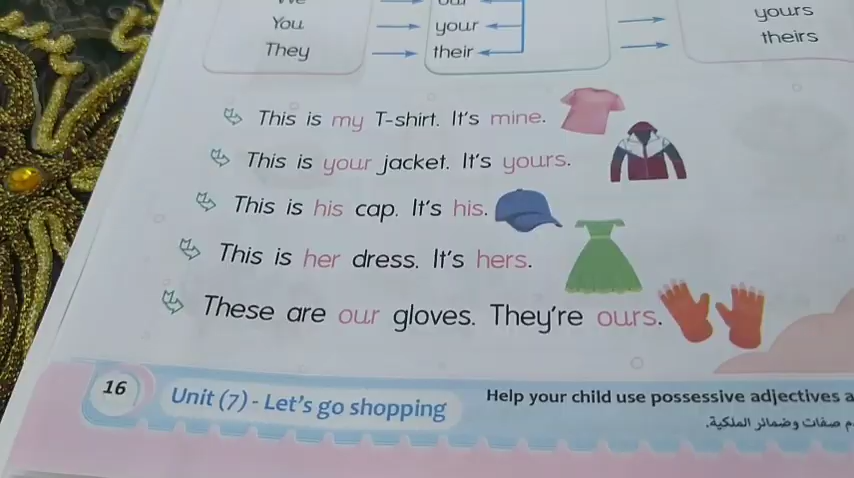 You your yours
They their theirs
This is my T-shirt. It's mine.
This is your jacket. It's yours.
This is his cap. It's his.
This is her dress. It's hers.
These are our gloves. They're ours.
16 Unit (7) - Let's go shopping
Help your child use possessive adjectives
صفات وضمائر الملكية.